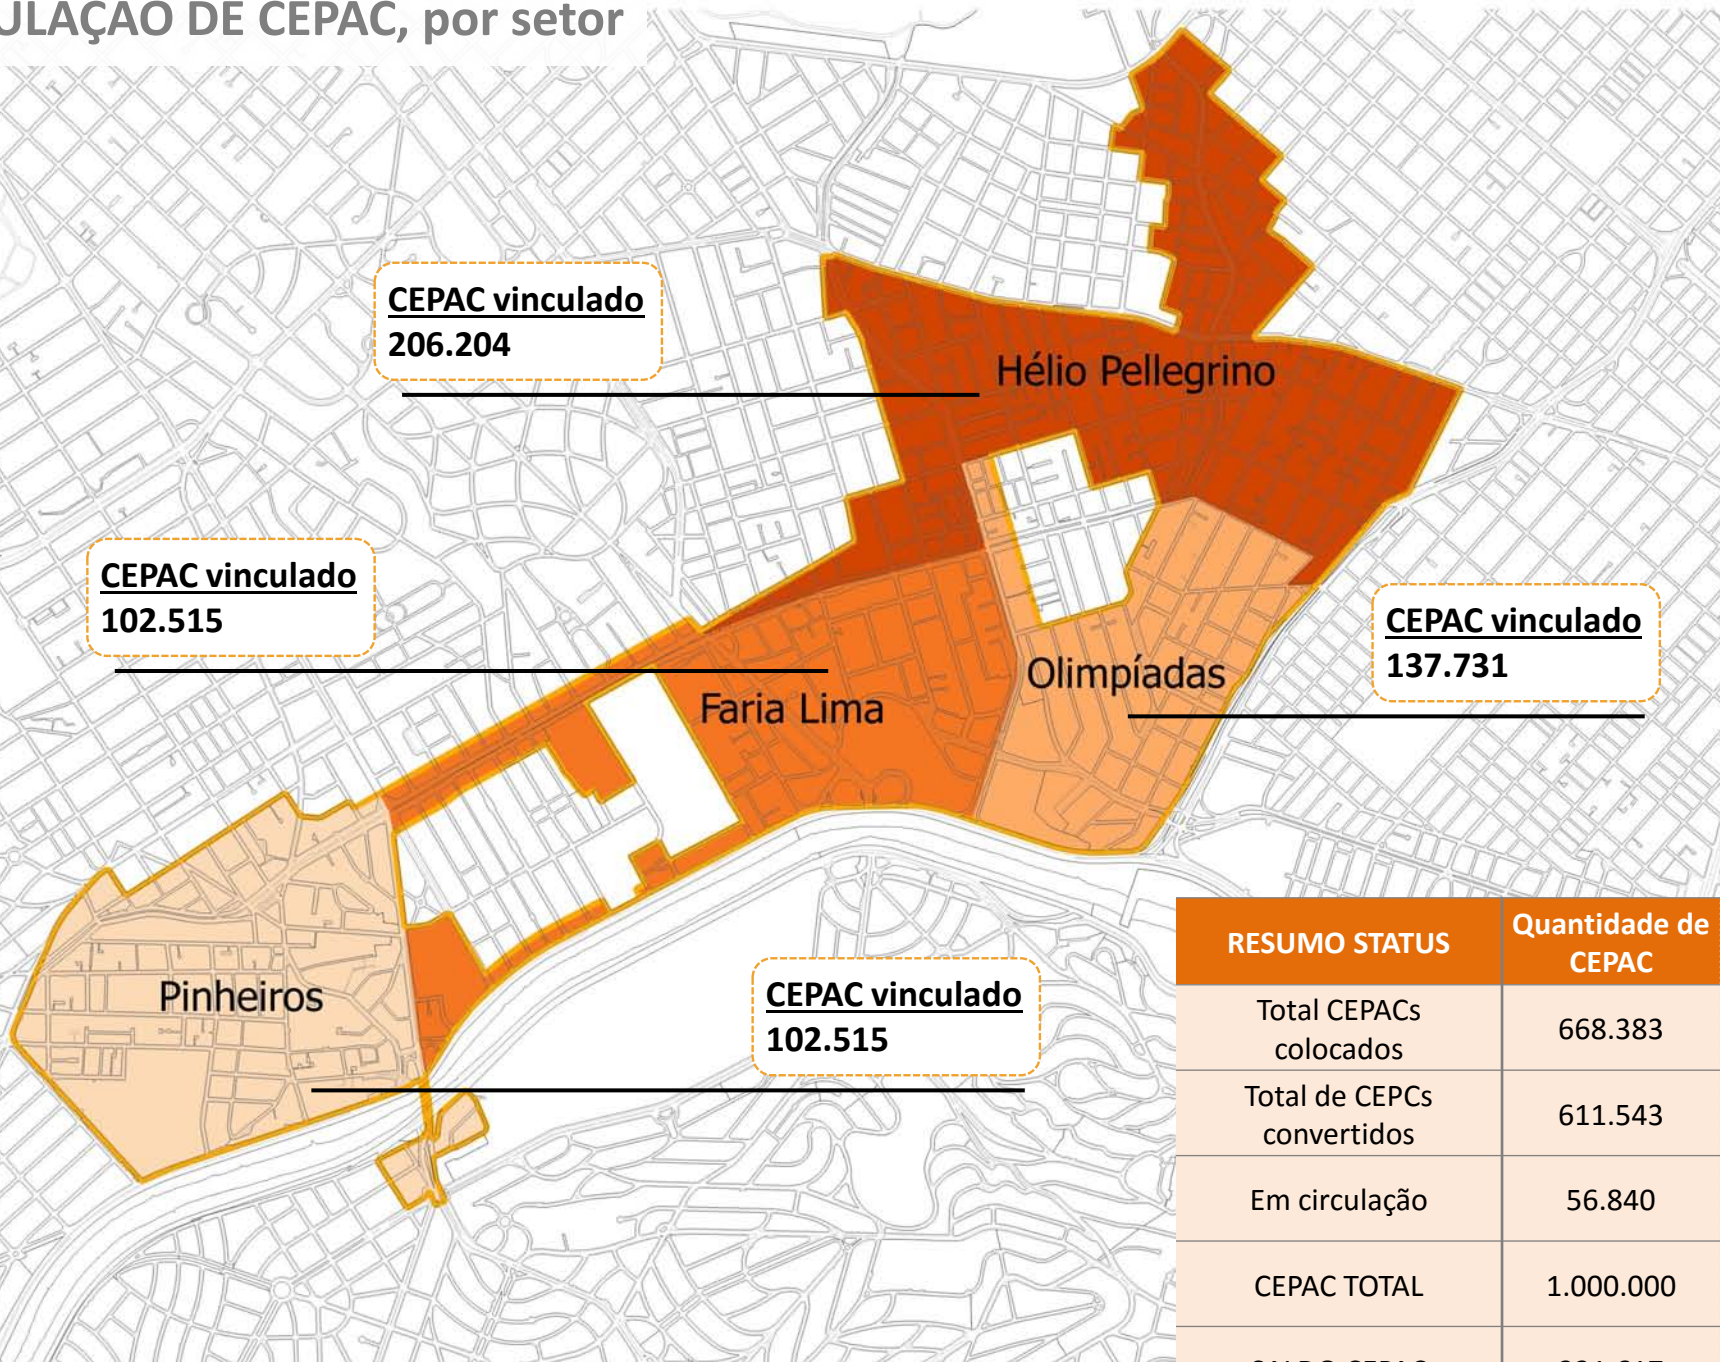 ULAÇÃO DE CEPAC, por setor
CEPAC vinculado
206.204
Hélio Pellegrino
CEPAC vinculado
102.515
CEPAC vinculado
137.731
Olimpíadas
Faria Lima
Pinheiros
CEPAC vinculado
102.515
RESUMO STATUS
Quantidade de
CEPAC
Total CEPACs
colocados
668.383
Total de CEPCs
convertidos
611.543
Em circulação
56.840
CEPAC TOTAL
1.000.000